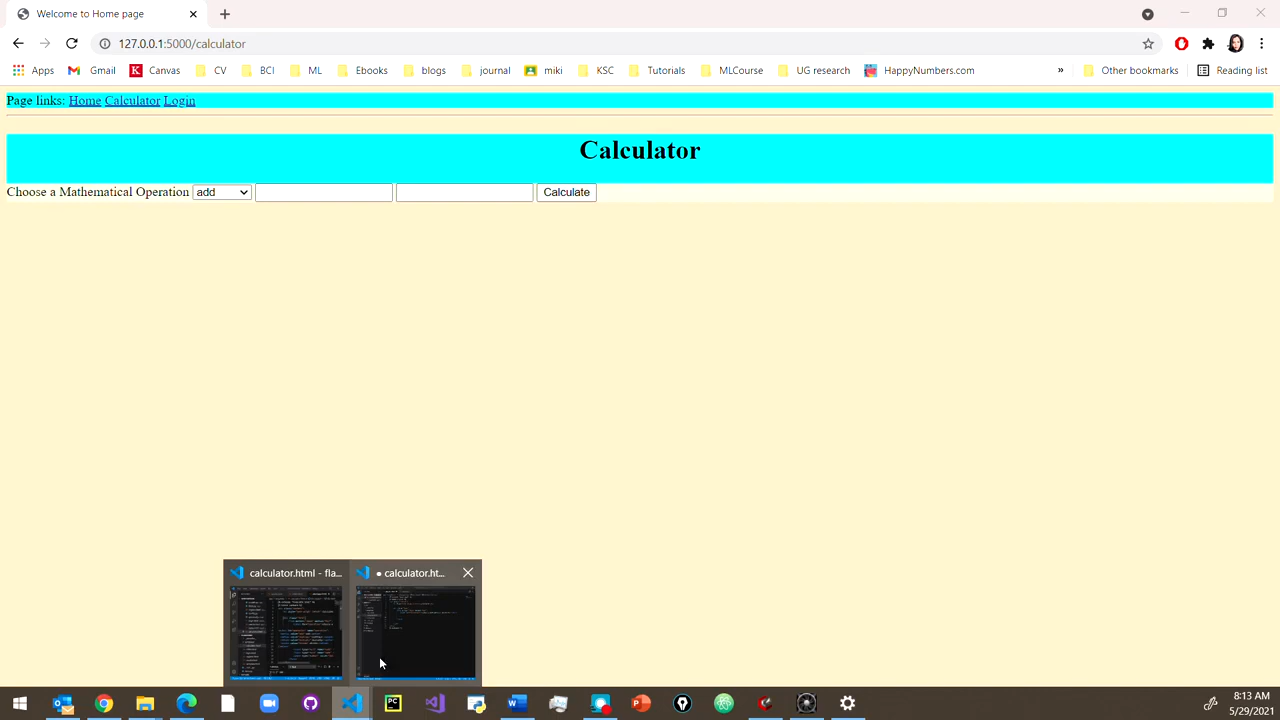 Welcome to Home page
127.0.0.1:5000/calculator
Apps Gmail Canvas CV BCI ML Ebooks blogs journal miki KSC Tutorials MLCourse UG research HappyNumbers.com » Other bookmarks Reading list
Page links: Home Calculator Login
Calculator
Choose a Mathematical Operation add Calculate
calculator.html - fla... ● calculator.ht...
8:13 AM
5/29/2021